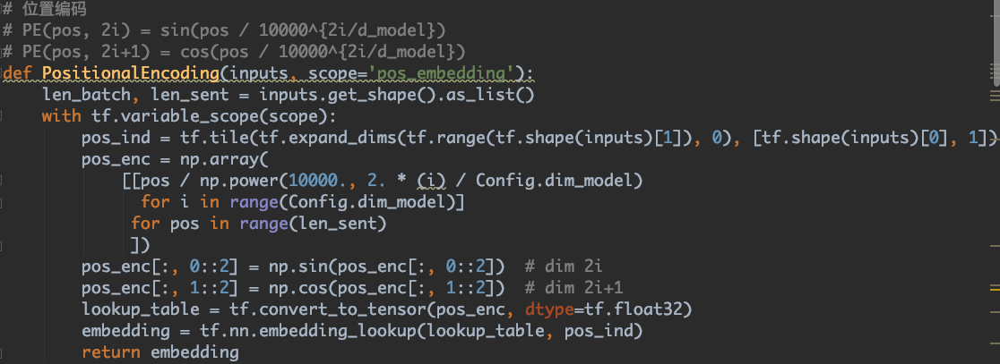 # 位置编码
# PE(pos, 2i) = sin(pos / 10000^{2i/d_model})
# PE(pos, 2i+1) = cos(pos / 10000^{2i/d_model})
def PositionalEncoding(inputs, scope='pos_embedding'):
    len_batch, len_sent = inputs.get_shape().as_list()
    with tf.variable_scope(scope):
        pos_ind = tf.tile(tf.expand_dims(tf.range(tf.shape(inputs)[1]), 0), [tf.shape(inputs)[0], 1])
        pos_enc = np.array(
            [[pos / np.power(10000., 2. * (i) / Config.dim_model)
              for i in range(Config.dim_model)]
             for pos in range(len_sent)
             ])
        pos_enc[:, 0::2] = np.sin(pos_enc[:, 0::2])  # dim 2i
        pos_enc[:, 1::2] = np.cos(pos_enc[:, 1::2])  # dim 2i+1
        lookup_table = tf.convert_to_tensor(pos_enc, dtype=tf.float32)
        embedding = tf.nn.embedding_lookup(lookup_table, pos_ind)
        return embedding